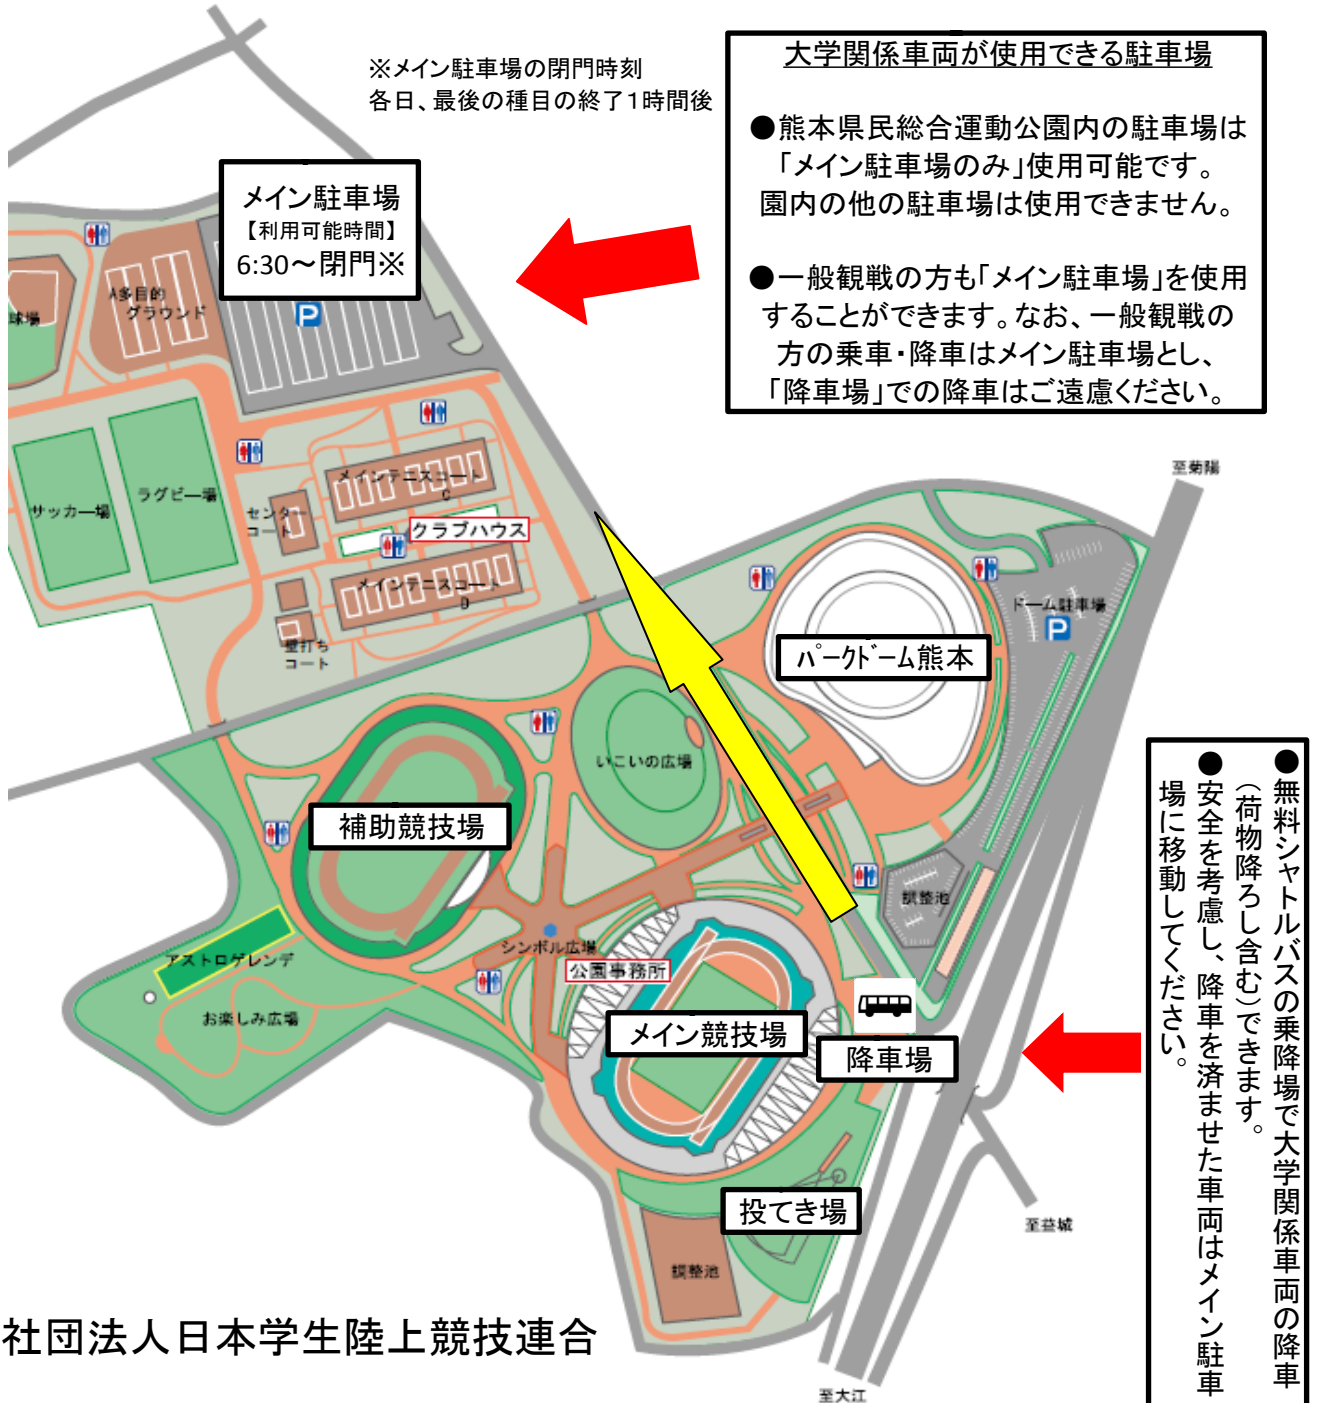 ※メイン駐車場の閉門時刻
各日、最後の種目の終了1時間後
大学関係車両が使用できる駐車場
●熊本県民総合運動公園内の駐車場は
「メイン駐車場のみ」使用可能です。
園内の他の駐車場は使用できません。
●一般観戦の方も「メイン駐車場」を使用
することができます。なお、一般観戦の
方の乗車・降車はメイン駐車場とし、
「降車場」での降車はご遠慮ください。
メイン駐車場
【利用可能時間】
6:30～閉門※
P
A多目的
グラウンド
球場
サッカー場
ラグビー場
センター
コート
メインテニスコート
C
クラブハウス
メインテニスコート
D
壁打ち
コート
至菊陽
ドーム駐車場
P
パークドーム熊本
いこいの広場
補助競技場
調整池
シンボル広場
公園事務所
アストロゲレンデ
お楽しみ広場
メイン競技場
降車場
投てき場
調整池
至益城
至大江
●無料シャトルバスの乗降場で大学関係車両の降車
（荷物降ろし含む）できます。
●安全を考慮し、降車を済ませた車両はメイン駐車
場に移動してください。
社団法人日本学生陸上競技連合